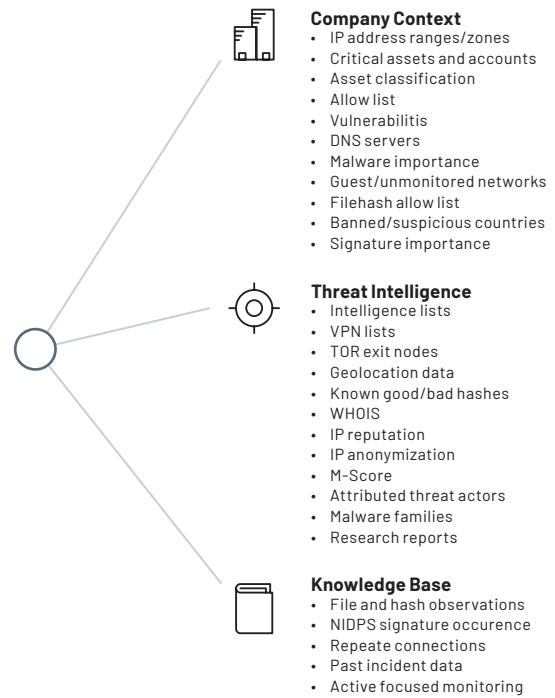 Company Context
• IP address ranges/zones
• Critical assets and accounts
• Asset classification
• Allow list
• Vulnerabilitis
• DNS servers
• Malware importance
• Guest/unmonitored networks
• Filehash allow list
• Banned/suspicious countries
• Signature importance
Threat Intelligence
• Intelligence lists
• VPN lists
• TOR exit nodes
• Geolocation data
• Known good/bad hashes
• WHOIS
• IP reputation
• IP anonymization
• M-Score
• Attributed threat actors
• Malware families
• Research reports
Knowledge Base
• File and hash observations
• NIDPS signature occurence
• Repeate connections
• Past incident data
• Active focused monitoring